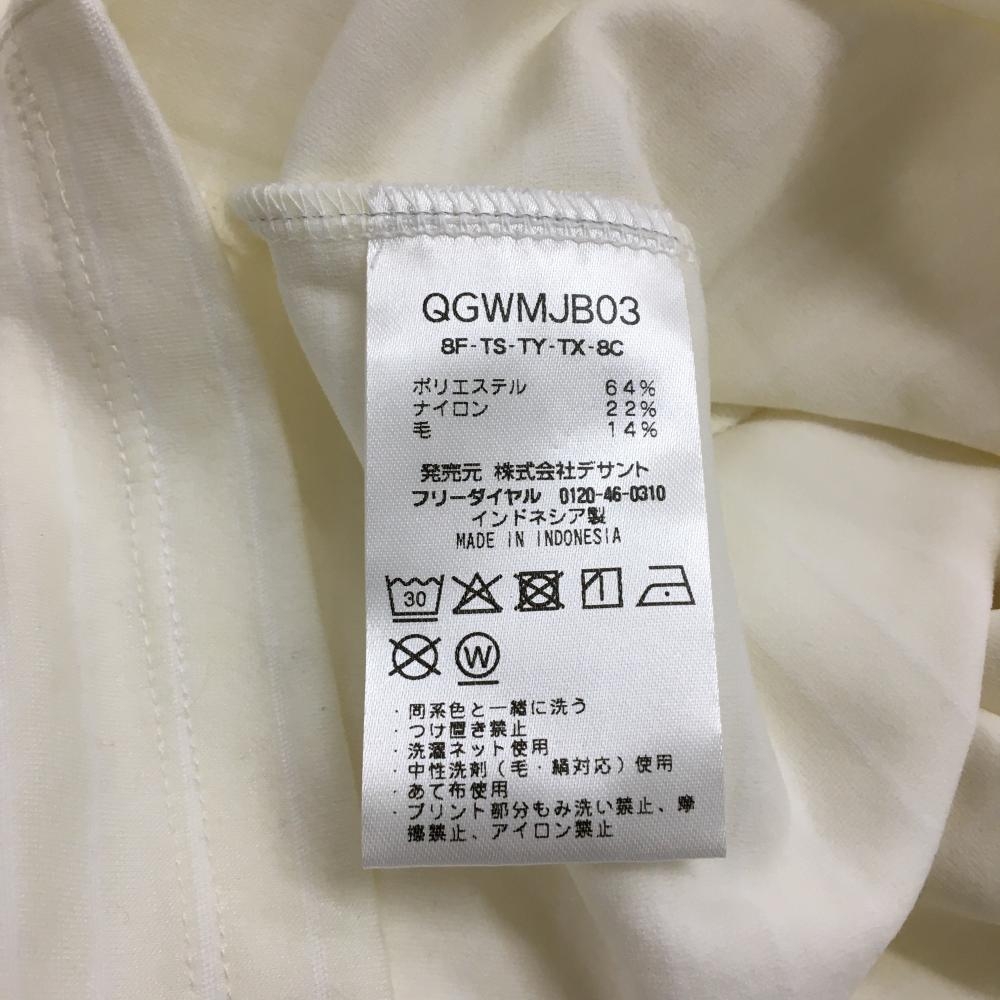 QGWMJB03
8F-TS-TY-TX-8C
ポリエステル 64%
ナイロン 22%
毛 14%
発売元 株式会社デサント
フリーダイヤル 0120-46-0310
インドネシア製
MADE IN INDONESIA
30
W
・同系色と一緒に洗う
・つけ置き禁止
・洗濯ネット使用
・中性洗剤（毛・絹対応）使用
・あて布使用
・プリント部分もみ洗い禁止、摩
擦禁止、アイロン禁止